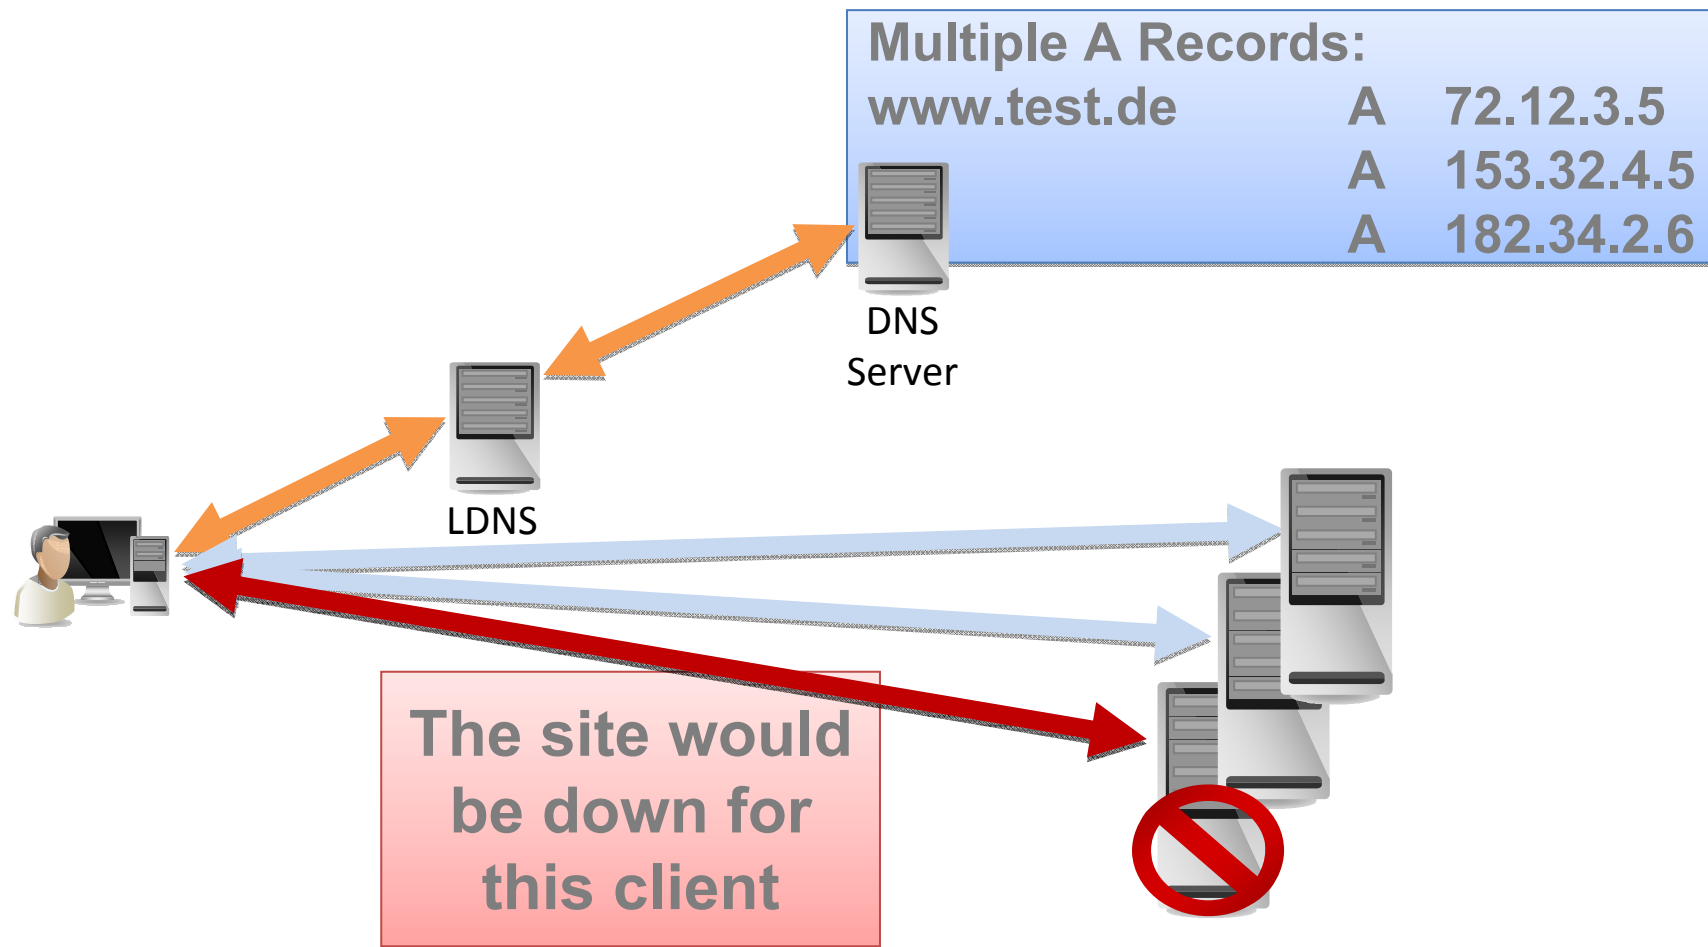 Multiple A Records:
www.test.de A 72.12.3.5
A 153.32.4.5
A 182.34.2.6
DNS
Server
LDNS
The site would
be down for
this client